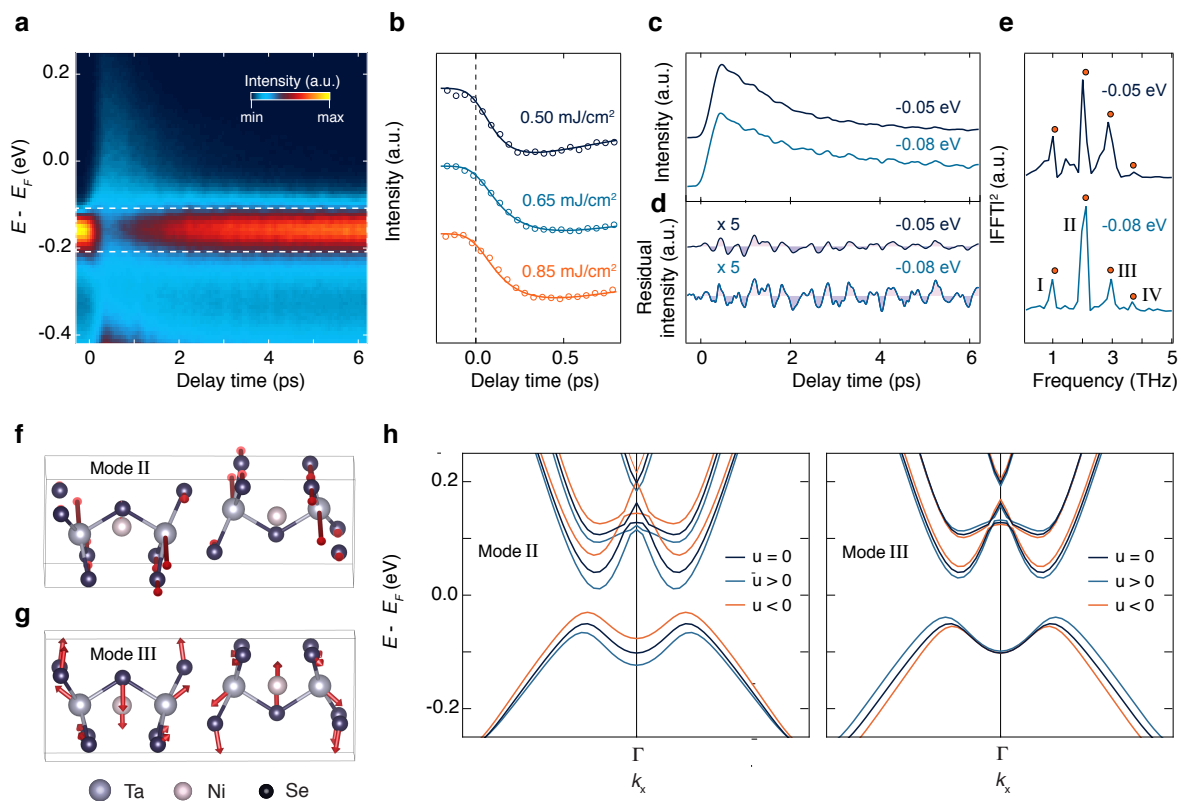 a
0.2
0.0
-0.2
-0.4
E - E_F (eV)
Intensity (a.u.)
min
max
0
2
4
6
Delay time (ps)
b
Intensity (a.u.)
0.50 mJ/cm²
0.65 mJ/cm²
0.85 mJ/cm²
0.0
0.5
Delay time (ps)
c
Intensity (a.u.)
-0.05 eV
-0.08 eV
d
Residual
intensity (a.u.)
x 5
-0.05 eV
x 5
-0.08 eV
0
2
4
6
Delay time (ps)
e
IFFTI² (a.u.)
-0.05 eV
II
-0.08 eV
I
III
IV
1
3
5
Frequency (THz)
f
Mode II
g
Mode III
Ta
Ni
Se
h
E - E_F (eV)
0.2
0.0
-0.2
Mode II
u = 0
u > 0
u < 0
Γ
k_x
Mode III
u = 0
u > 0
u < 0
Γ
k_x